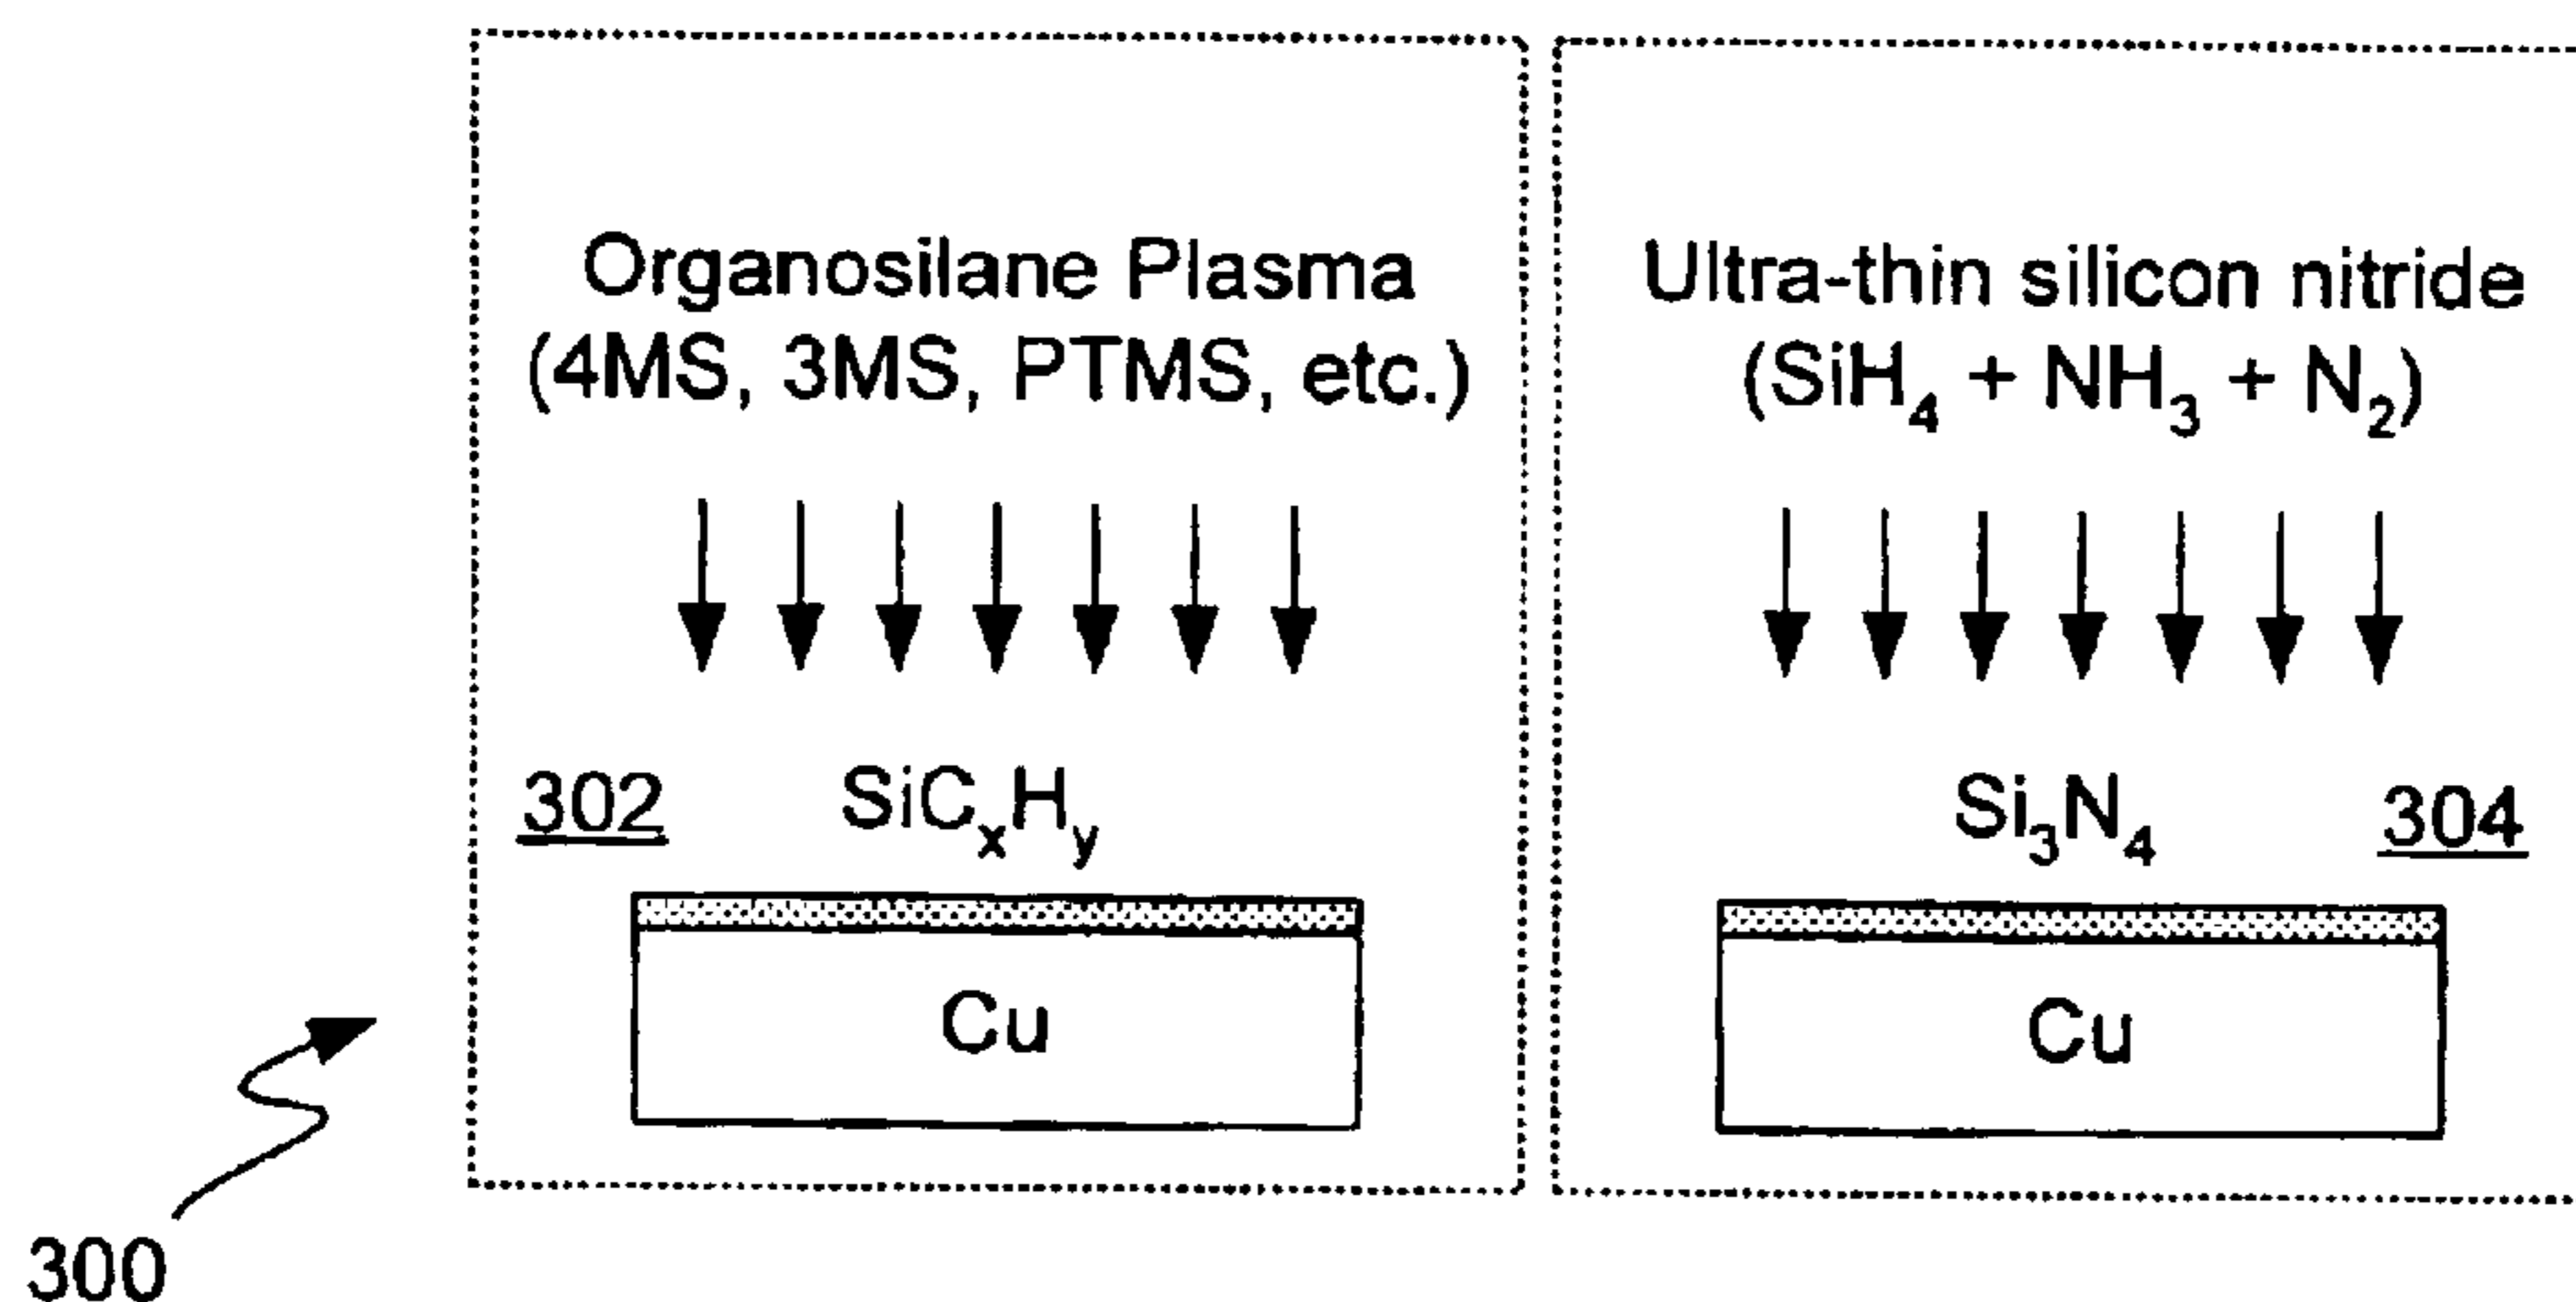 Organosilane Plasma
(4MS, 3MS, PTMS, etc.)
302
SiCₓHᵧ
Cu
Ultra-thin silicon nitride
(SiH₄ + NH₃ + N₂)
Si₃N₄
304
Cu
300